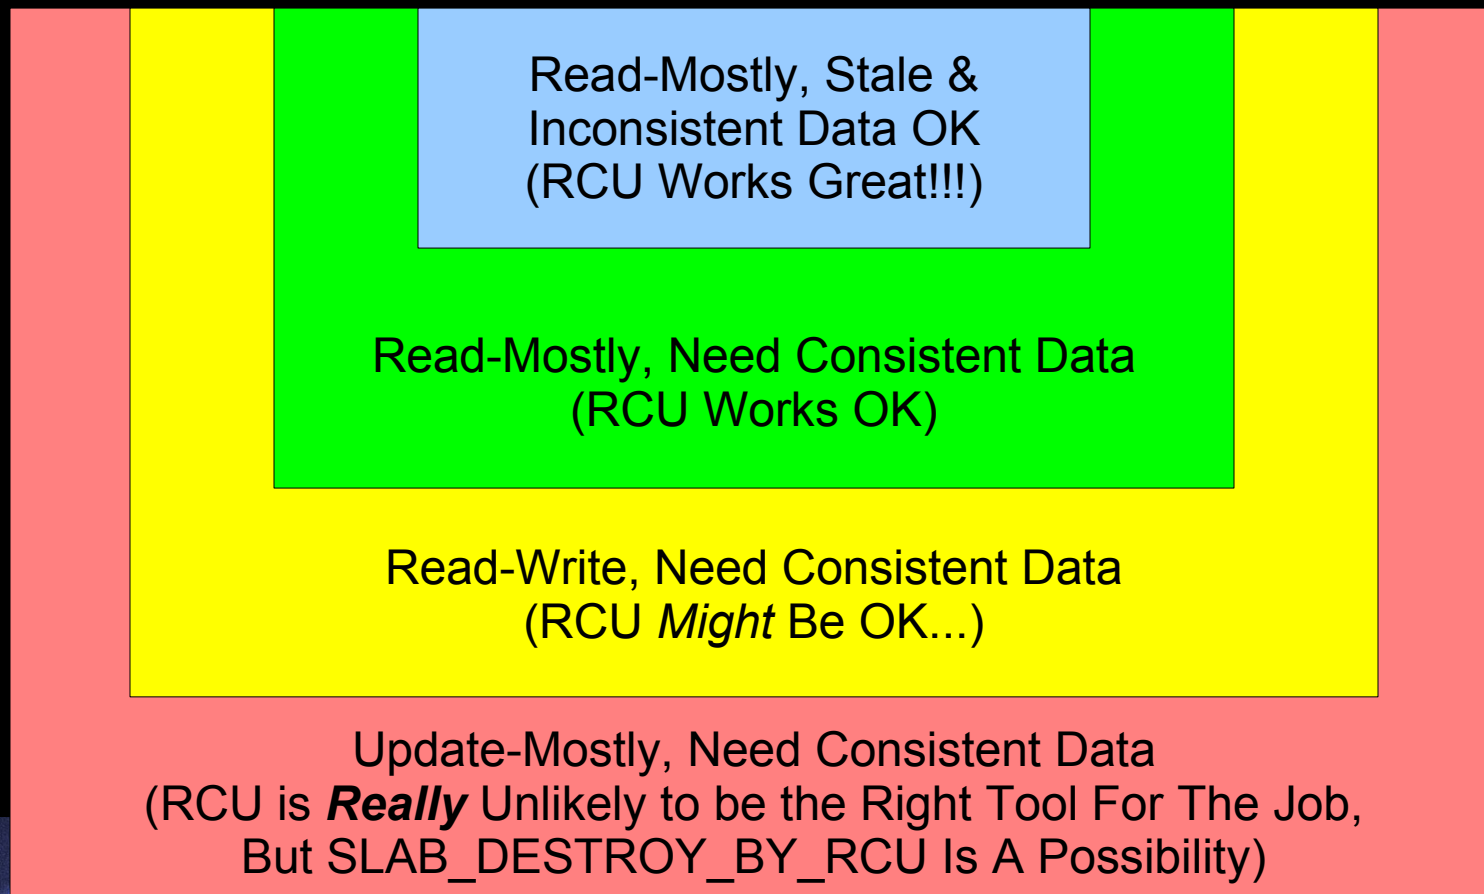 Read-Mostly, Stale &
Inconsistent Data OK
(RCU Works Great!!!)
Read-Mostly, Need Consistent Data
(RCU Works OK)
Read-Write, Need Consistent Data
(RCU Might Be OK...)
Update-Mostly, Need Consistent Data
(RCU is Really Unlikely to be the Right Tool For The Job,
But SLAB_DESTROY_BY_RCU Is A Possibility)